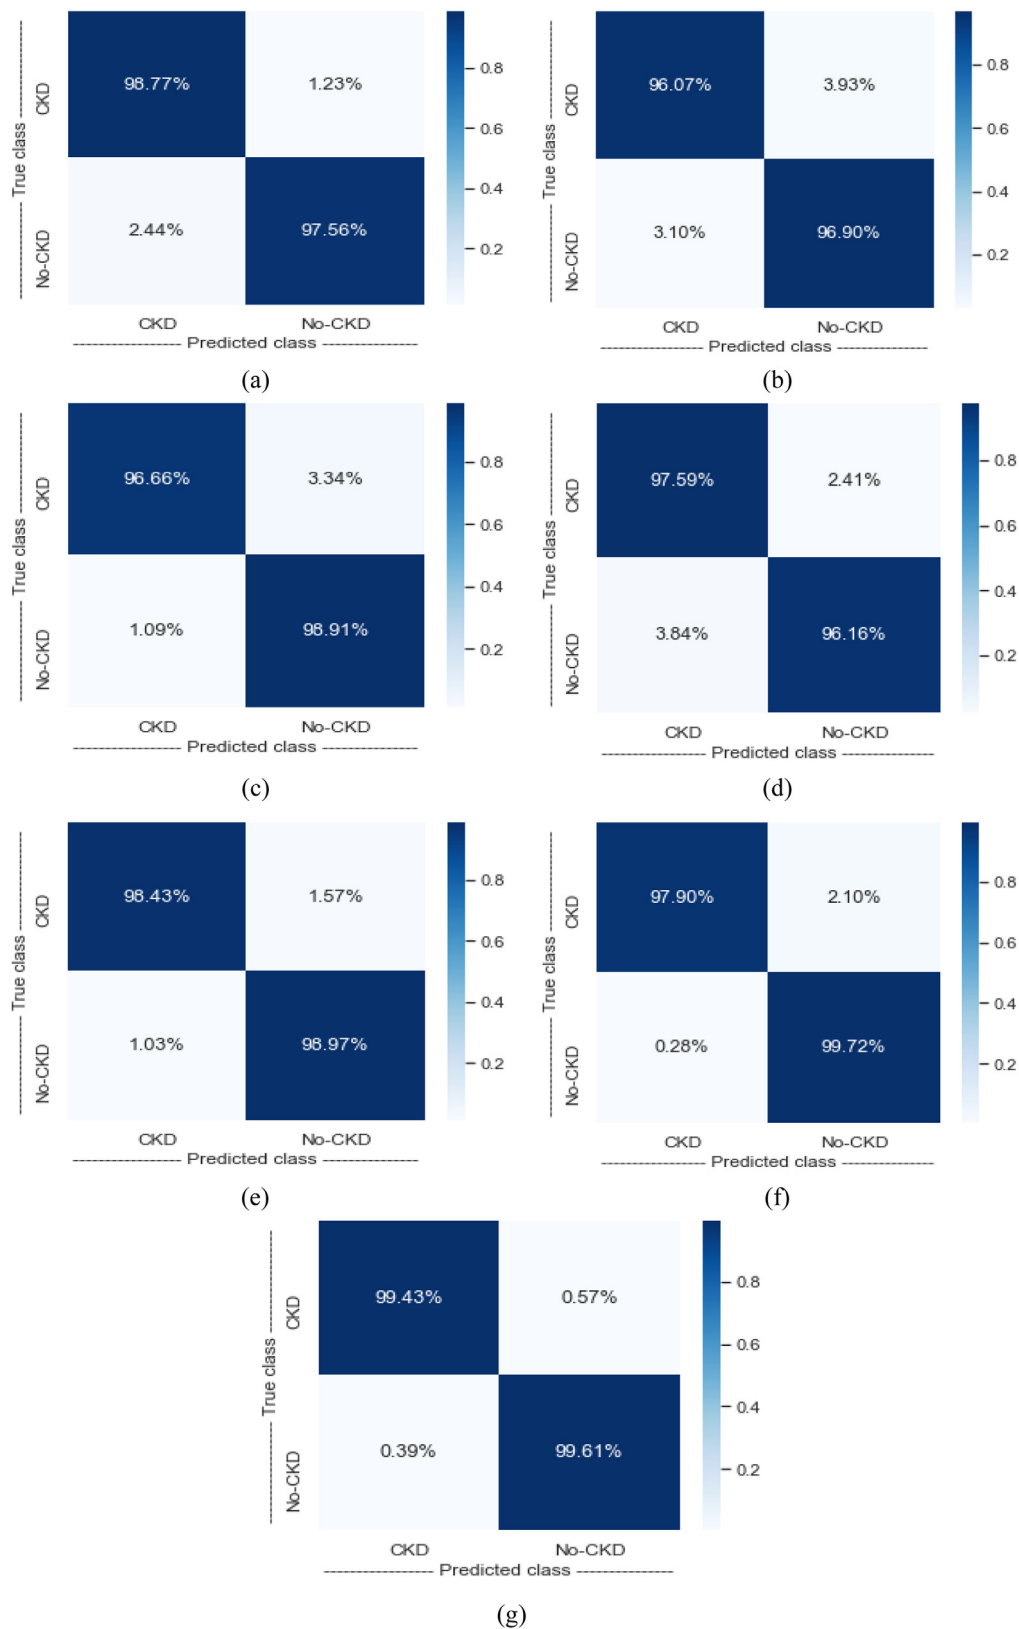 True class
CKD
No-CKD
98.77%
1.23%
2.44%
97.56%
0.8
0.6
0.4
0.2
CKD
No-CKD
------------------ Predicted class ----------------
(a)
True class
CKD
No-CKD
96.07%
3.93%
3.10%
96.90%
0.8
0.6
0.4
0.2
CKD
No-CKD
------------------ Predicted class ----------------
(b)
True class
CKD
No-CKD
96.66%
3.34%
1.09%
98.91%
0.8
0.6
0.4
0.2
CKD
No-CKD
------------------ Predicted class ----------------
(c)
True class
CKD
No-CKD
97.59%
2.41%
3.84%
96.16%
0.8
0.6
0.4
0.2
CKD
No-CKD
------------------ Predicted class ----------------
(d)
True class
CKD
No-CKD
98.43%
1.57%
1.03%
98.97%
0.8
0.6
0.4
0.2
CKD
No-CKD
------------------ Predicted class ----------------
(e)
True class
CKD
No-CKD
97.90%
2.10%
0.28%
99.72%
0.8
0.6
0.4
0.2
CKD
No-CKD
------------------ Predicted class ----------------
(f)
True class
CKD
No-CKD
99.43%
0.57%
0.39%
99.61%
0.8
0.6
0.4
0.2
CKD
No-CKD
------------------ Predicted class ----------------
(g)